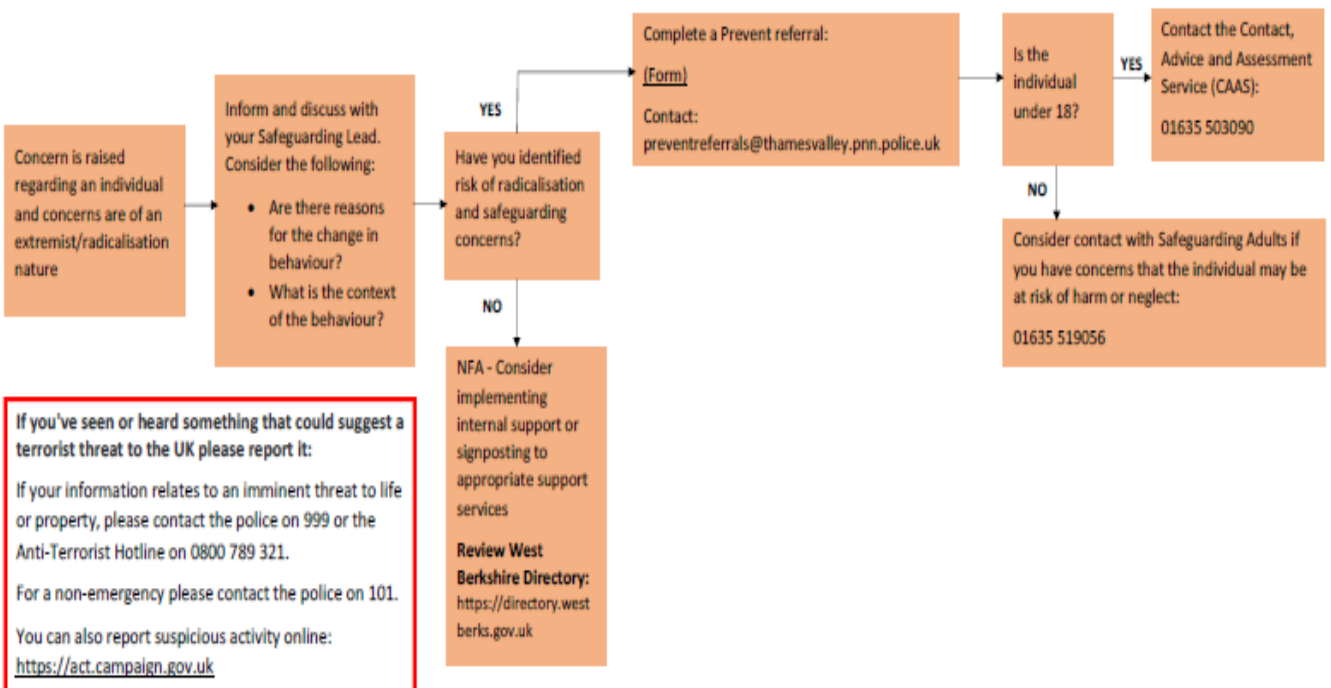 Concern is raised
regarding an individual
and concerns are of an
extremist/radicalisation
nature
Inform and discuss with
your Safeguarding Lead.
Consider the following:
• Are there reasons
for the change in
behaviour?
• What is the context
of the behaviour?
Have you identified
risk of radicalisation
and safeguarding
concerns?
YES
Complete a Prevent referral:
(Form)
Contact:
preventreferrals@thamesvalley.pnn.police.uk
Is the
individual
under 18?
YES
Contact the Contact,
Advice and Assessment
Service (CAAS):
01635 503090
NO
Consider contact with Safeguarding Adults if
you have concerns that the individual may be
at risk of harm or neglect:
01635 519056
NO
NFA - Consider
implementing
internal support or
signposting to
appropriate support
services
Review West
Berkshire Directory:
https://directory.west
berks.gov.uk
If you've seen or heard something that could suggest a
terrorist threat to the UK please report it:
If your information relates to an imminent threat to life
or property, please contact the police on 999 or the
Anti-Terrorist Hotline on 0800 789 321.
For a non-emergency please contact the police on 101.
You can also report suspicious activity online:
https://act.campaign.gov.uk